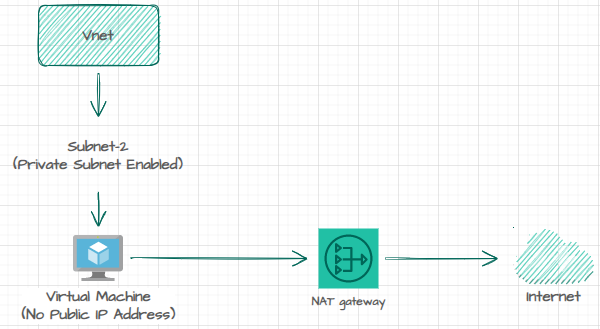 Vnet
Subnet-2
(Private Subnet Enabled)
Virtual Machine
(No Public IP Address)
NAT gateway
Internet